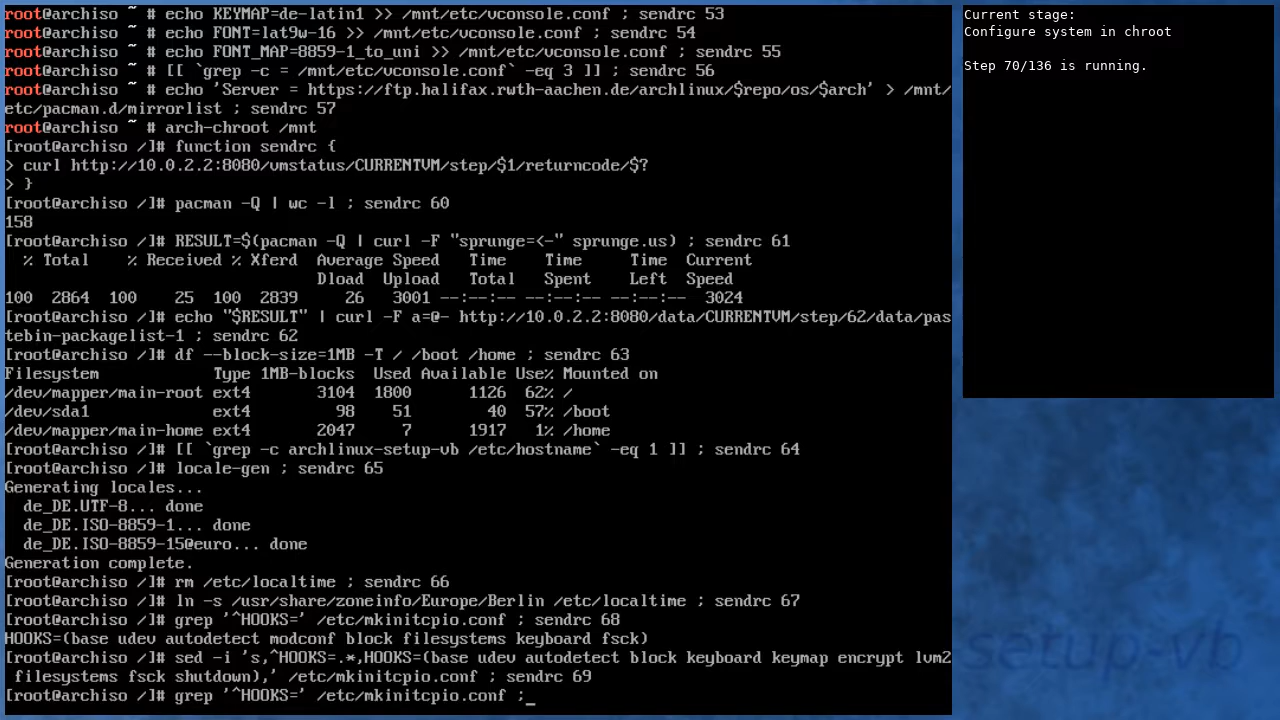 root@archiso ~ # echo KEYMAP=de-latin1 >> /mnt/etc/vconsole.conf ; sendrc 53
root@archiso ~ # echo FONT=lat9w-16 >> /mnt/etc/vconsole.conf ; sendrc 54
root@archiso ~ # echo FONT_MAP=8859-1_to_uni >> /mnt/etc/vconsole.conf ; sendrc 55
root@archiso ~ # [[ `grep -c = /mnt/etc/vconsole.conf` -eq 3 ]] ; sendrc 56
root@archiso ~ # echo 'Server = https://ftp.halifax.rwth-aachen.de/archlinux/$repo/os/$arch' > /mnt/
etc/pacman.d/mirrorlist ; sendrc 57
root@archiso ~ # arch-chroot /mnt
[root@archiso /]# function sendrc {
> curl http://10.0.2.2:8080/vmstatus/CURRENTVM/step/$1/returncode/$?
> }
[root@archiso /]# pacman -Q | wc -l ; sendrc 60
158
[root@archiso /]# RESULT=$(pacman -Q | curl -F "sprunge=<-" sprunge.us) ; sendrc 61
  % Total    % Received % Xferd  Average Speed   Time    Time     Time  Current
                                 Dload  Upload   Total   Spent    Left  Speed
100  2864  100    25  100  2839     26   3001 --:--:-- --:--:-- --:--:--  3024
[root@archiso /]# echo "$RESULT" | curl -F a=@- http://10.0.2.2:8080/data/CURRENTVM/step/62/data/pas
tebin-packagelist-1 ; sendrc 62
[root@archiso /]# df --block-size=1MB -T / /boot /home ; sendrc 63
Filesystem            Type 1MB-blocks  Used Available Use% Mounted on
/dev/mapper/main-root ext4       3104  1800      1126  62% /
/dev/sda1             ext4         98    51        40  57% /boot
/dev/mapper/main-home ext4       2047     7      1917   1% /home
[root@archiso /]# [[ `grep -c archlinux-setup-vb /etc/hostname` -eq 1 ]] ; sendrc 64
[root@archiso /]# locale-gen ; sendrc 65
Generating locales...
  de_DE.UTF-8... done
  de_DE.ISO-8859-1... done
  de_DE.ISO-8859-15@euro... done
Generation complete.
[root@archiso /]# rm /etc/localtime ; sendrc 66
[root@archiso /]# ln -s /usr/share/zoneinfo/Europe/Berlin /etc/localtime ; sendrc 67
[root@archiso /]# grep '^HOOKS=' /etc/mkinitcpio.conf ; sendrc 68
HOOKS=(base udev autodetect modconf block filesystems keyboard fsck)
[root@archiso /]# sed -i 's,^HOOKS=.*,HOOKS=(base udev autodetect block keyboard keymap encrypt lvm2
 filesystems fsck shutdown),' /etc/mkinitcpio.conf ; sendrc 69
[root@archiso /]# grep '^HOOKS=' /etc/mkinitcpio.conf ;_
Current stage:
Configure system in chroot
Step 70/136 is running.
setup-vb